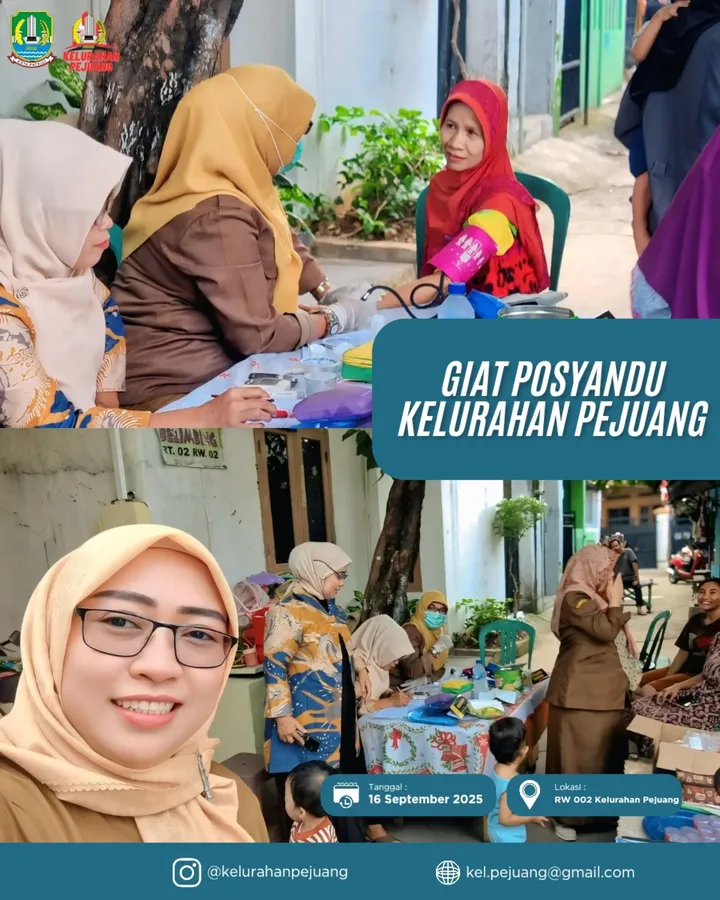 KELURAHAN
PEJUANG
GIAT POSYANDU
KELURAHAN PEJUANG
BELIMBING
RT. 02 RW. 02
Tanggal :
16 September 2025
Lokasi :
RW 002 Kelurahan Pejuang
@kelurahanpejuang
kel.pejuang@gmail.com